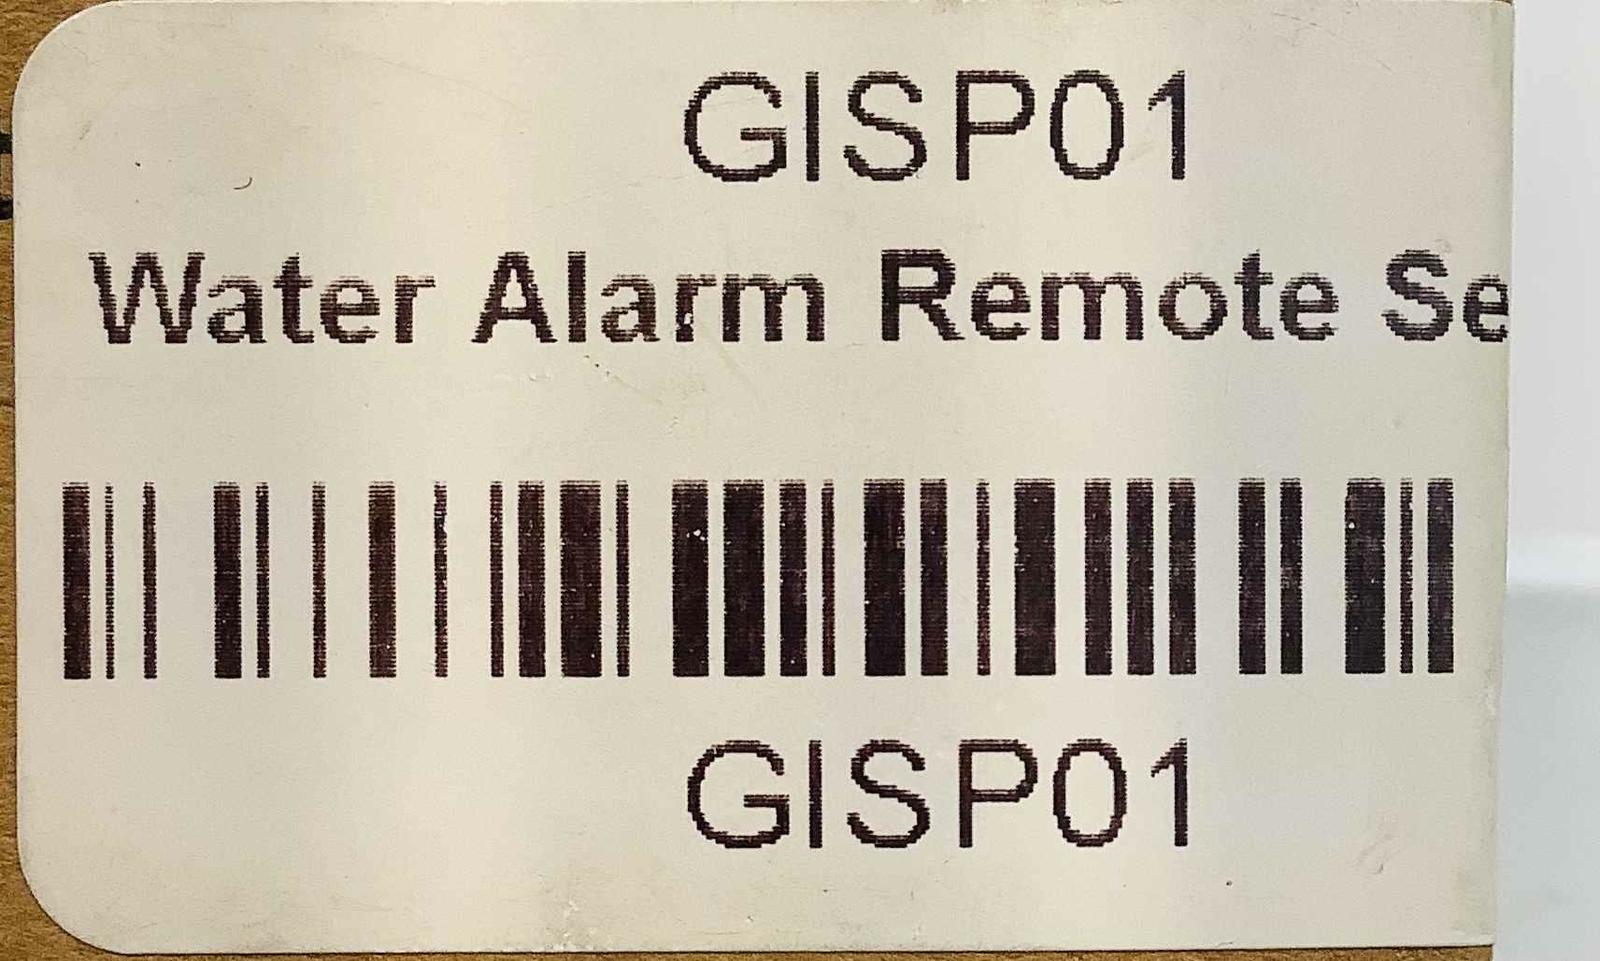 GISP01
Water Alarm Remote Se
GISP01